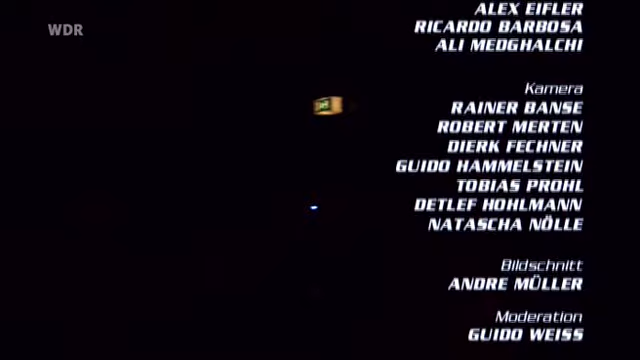 WDR
ALEX EIFLER
RICARDO BARBOSA
ALI MEDGHALCHI
Kamera
RAINER BANSE
ROBERT MERTEN
DIERK FECHNER
GUIDO HAMMELSTEIN
TOBIAS PROHL
DETLEF HOHLMANN
NATASCHA NÖLLE
Bildschnitt
ANDRE MÜLLER
Moderation
GUIDO WEISS